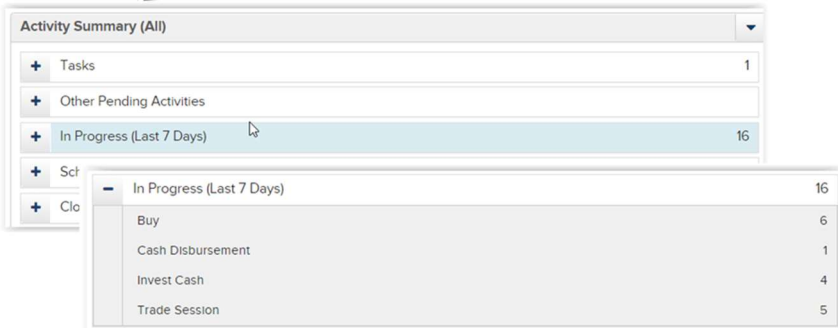 Activity Summary (All)
Tasks 1
Other Pending Activities
In Progress (Last 7 Days) 16
Sch
Clo
In Progress (Last 7 Days) 16
Buy 6
Cash Disbursement 1
Invest Cash 4
Trade Session 5